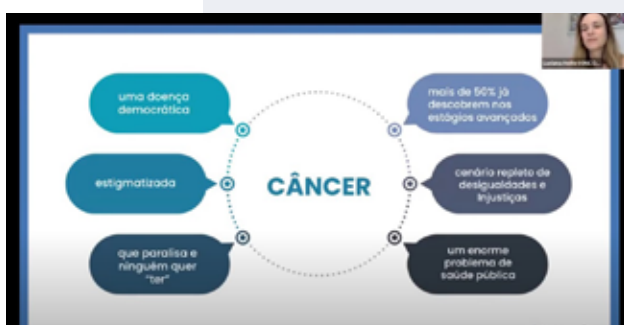 uma doença
democrática
estigmatizada
que paralisa e
ninguém quer
"ter"
CÂNCER
mais de 50% já
descobrem nos
estágios avançados
cenário repleto de
desigualdades e
Injustiças
um enorme
problema de
saúde pública